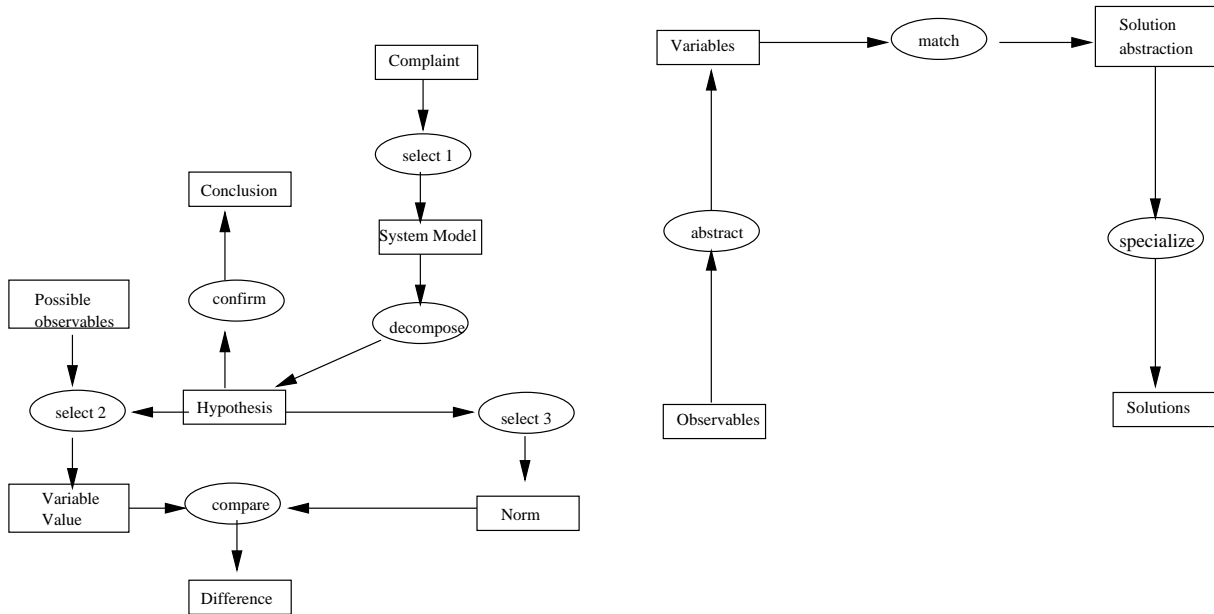 Complaint
select 1
Conclusion
System Model
Possible
observables
confirm
decompose
select 2
Hypothesis
select 3
Variable
Value
compare
Norm
Difference
Variables
match
Solution
abstraction
abstract
specialize
Observables
Solutions